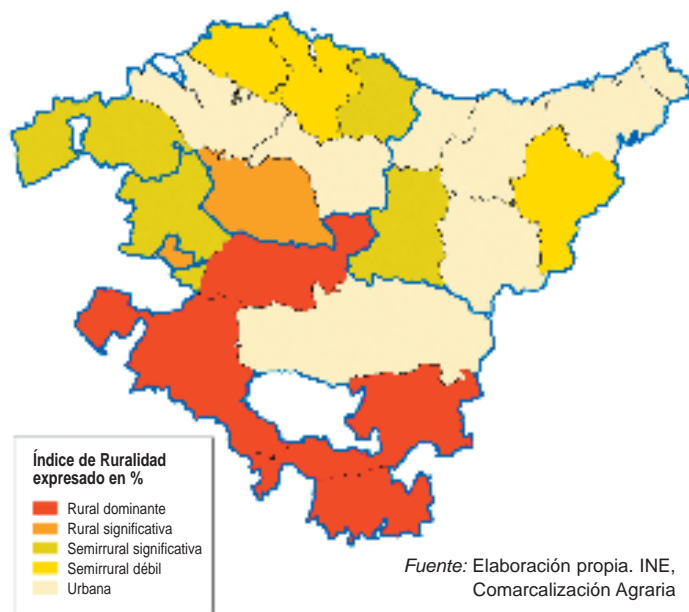 Índice de Ruralidad
expresado en %
Rural dominante
Rural significativa
Semirrural significativa
Semirrural débil
Urbana
Fuente: Elaboración propia. INE,
Comarcalización Agraria